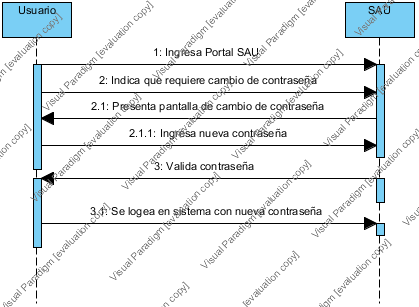 Usuario
SAU
1: Ingresa Portal SAU
2: Indica que requiere cambio de contraseña
2.1: Presenta pantalla de cambio de contraseña
2.1.1: Ingresa nueva contraseña
3: Valida contraseña
3.1: Se logea en sistema con nueva contraseña
Visual Paradigm [evaluation copy]